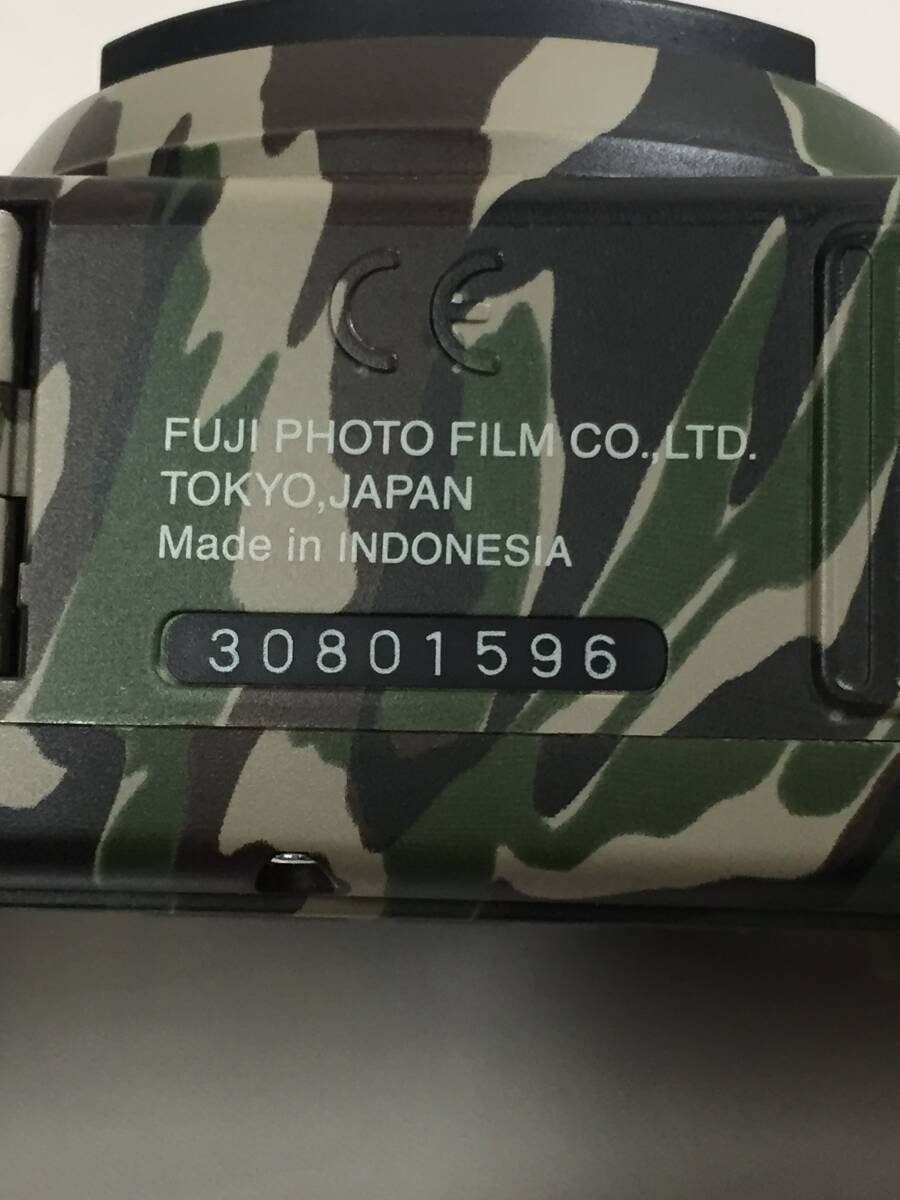 CE
FUJI PHOTO FILM CO.,LTD.
TOKYO,JAPAN
Made in INDONESIA
30801596